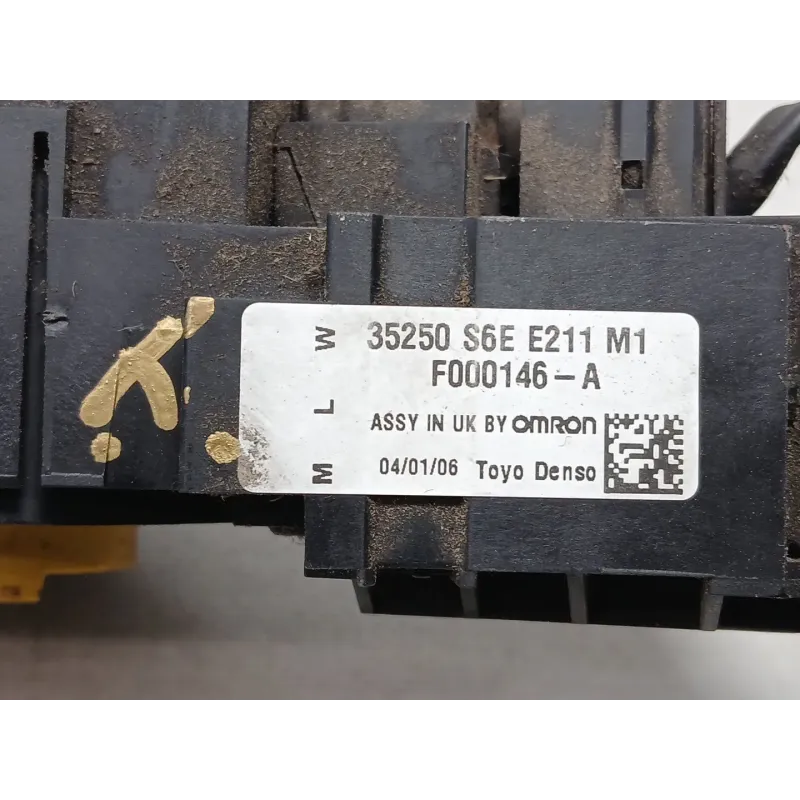 35250 S6E E211 M1
F000146-A
ASSY IN UK BY OMRON
04/01/06 Toyo Denso
W
L
M